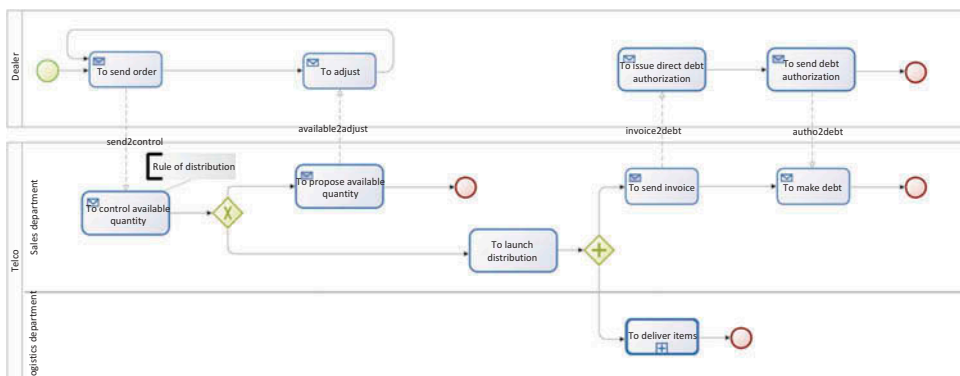 Dealer
To send order
To adjust
To issue direct debt
authorization
To send debt
authorization
send2control
available2adjust
invoice2debt
autho2debt
Telco
Sales department
Rule of distribution
To control available
quantity
To propose available
quantity
To send invoice
To make debt
To launch
distribution
ogistics department
To deliver items